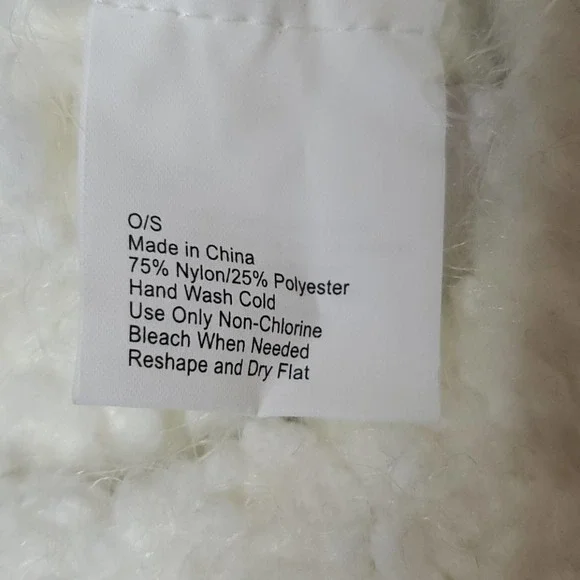 O/S
Made in China
75% Nylon/25% Polyester
Hand Wash Cold
Use Only Non-Chlorine
Bleach When Needed
Reshape and Dry Flat